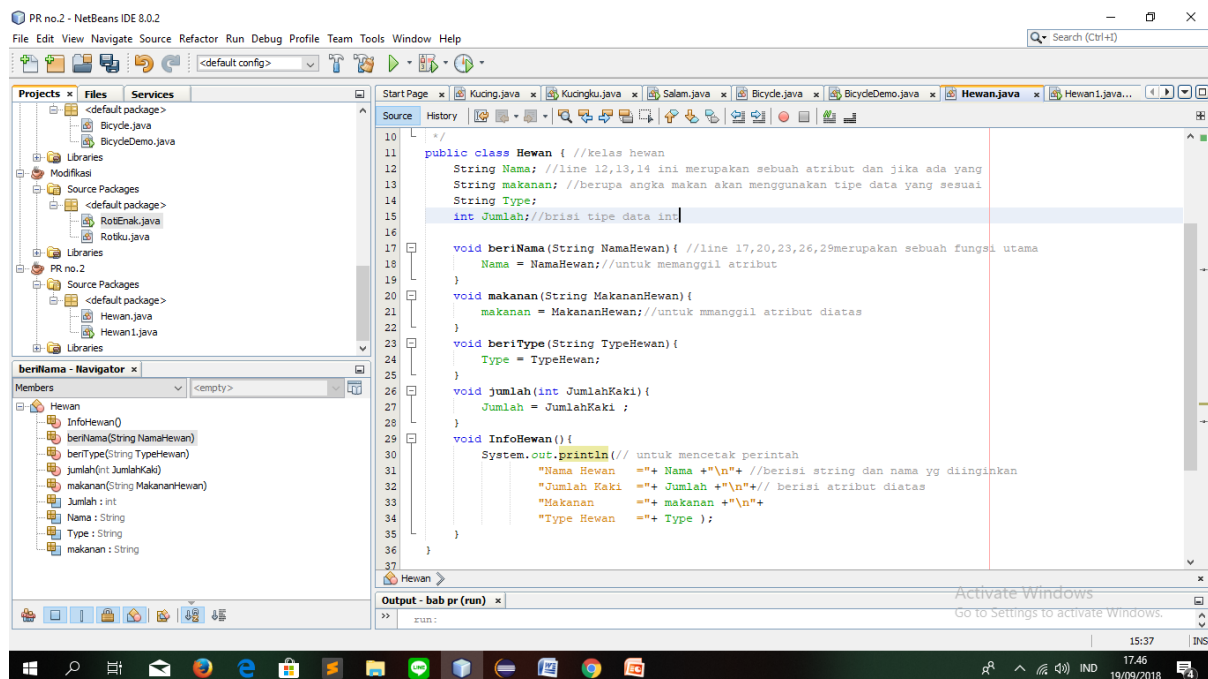 PR no.2 - NetBeans IDE 8.0.2
File Edit View Navigate Source Refactor Run Debug Profile Team Tools Window Help
Search (Ctrl+I)
<default config>
Projects x Files Services
<default package>
Bicycle.java
BicycleDemo.java
Libraries
Modifikasi
Source Packages
<default package>
RotiEnak.java
Rotiku.java
Libraries
PR no.2
Source Packages
<default package>
Hewan.java
Hewan1.java
Libraries
beriNama - Navigator x
Members <empty>
Hewan
InfoHewan()
beriNama(String NamaHewan)
beriType(String TypeHewan)
jumlah(int JumlahKaki)
makanan(String MakananHewan)
Jumlah : int
Nama : String
Type : String
makanan : String
Start Page x Kucing.java x Kucingku.java x Salam.java x Bicycle.java x BicycleDemo.java x Hewan.java x Hewan1.java...
Source History
10 */
11 public class Hewan { //kelas hewan
12 String Nama; //line 12,13,14 ini merupakan sebuah atribut dan jika ada yang
13 String makanan; //berupa angka makan akan menggunakan tipe data yang sesuai
14 String Type;
15 int Jumlah;//brisi tipe data int
16
17 void beriNama(String NamaHewan){ //line 17,20,23,26,29merupakan sebuah fungsi utama
18 Nama = NamaHewan;//untuk memanggil atribut
19 }
20 void makanan(String MakananHewan){
21 makanan = MakananHewan;//untuk mmanggil atribut diatas
22 }
23 void beriType(String TypeHewan){
24 Type = TypeHewan;
25 }
26 void jumlah(int JumlahKaki){
27 Jumlah = JumlahKaki ;
28 }
29 void InfoHewan(){
30 System.out.println(// untuk mencetak perintah
31 "Nama Hewan ="+ Nama +"\n"+ //berisi string dan nama yg diinginkan
32 "Jumlah Kaki ="+ Jumlah +"\n"+// berisi atribut diatas
33 "Makanan ="+ makanan +"\n"+
34 "Type Hewan ="+ Type );
35 }
36 }
37
Hewan
Output - bab pr (run) x
run:
Activate Windows
Go to Settings to activate Windows.
15:37 INS
IND
17.46
19/09/2018
4